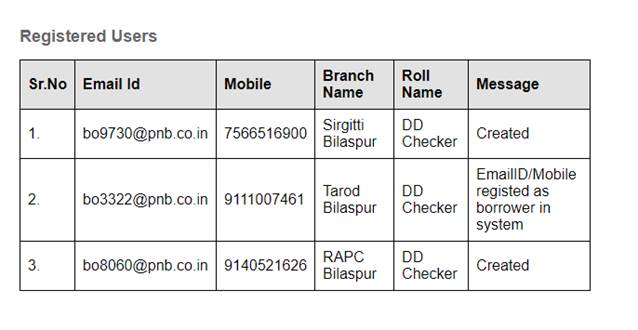 Registered Users
Sr.No Email Id Mobile Branch Name Roll Name Message
1. bo9730@pnb.co.in 7566516900 Sirgitti Bilaspur DD Checker Created
2. bo3322@pnb.co.in 9111007461 Tarod Bilaspur DD Checker EmailID/Mobile registed as borrower in system
3. bo8060@pnb.co.in 9140521626 RAPC Bilaspur DD Checker Created